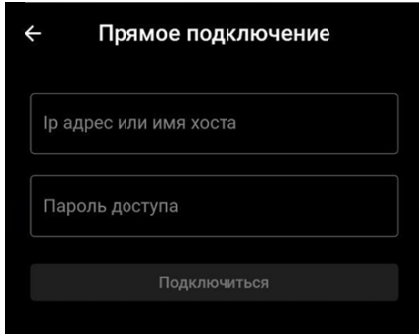 Прямое подключение
Ip адрес или имя хоста
Пароль доступа
Подключиться